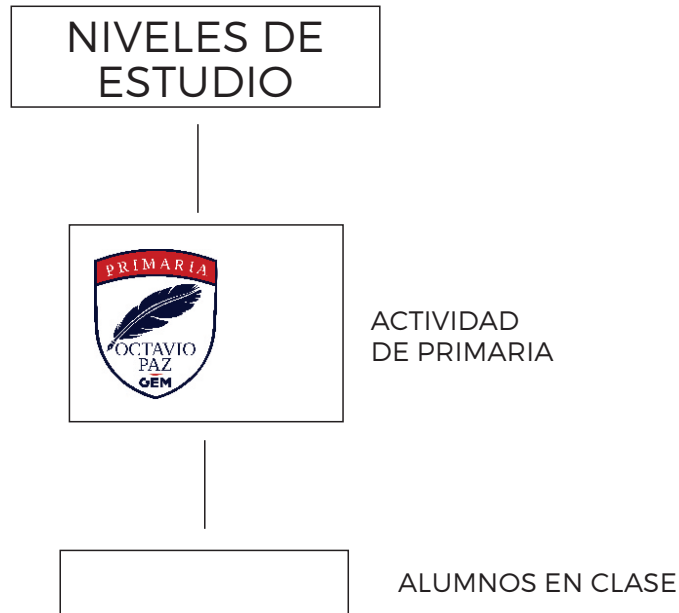 NIVELES DE
ESTUDIO
PRIMARIA
OCTAVIO
PAZ
GEM
ACTIVIDAD
DE PRIMARIA
ALUMNOS EN CLASE